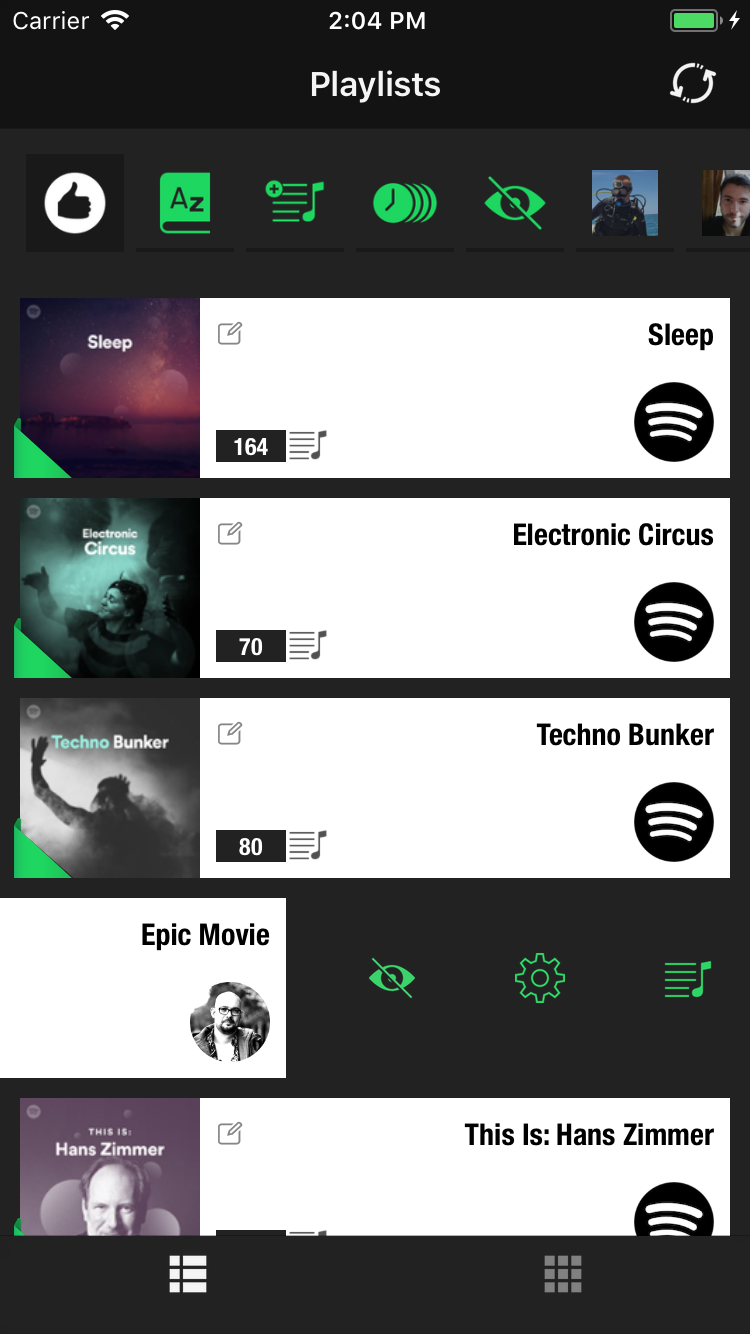 Carrier 2:04 PM
Playlists
Az
Sleep
Sleep
164
Electronic
Circus
Electronic Circus
70
Techno Bunker
Techno Bunker
80
Epic Movie
THIS IS:
Hans Zimmer
This Is: Hans Zimmer